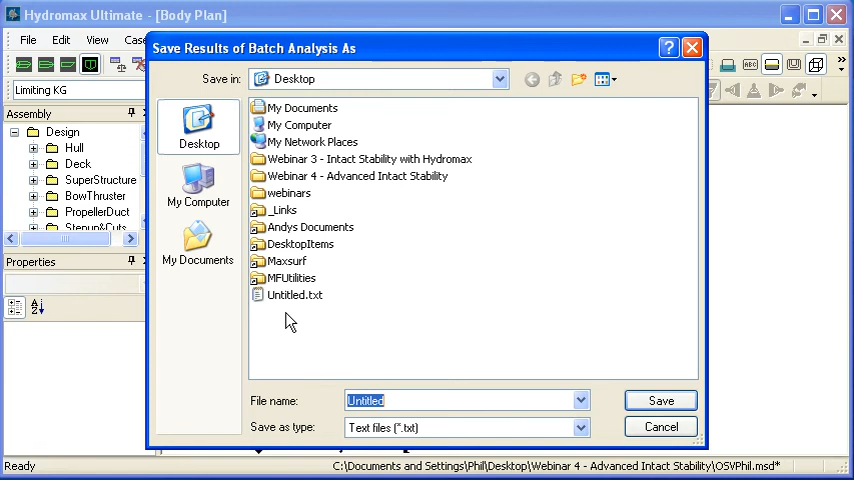 Hydromax Ultimate - [Body Plan]
File Edit View Cas
Save Results of Batch Analysis As
Save in: Desktop
ABC
Limiting KG
Assembly
Design
Hull
Deck
SuperStructure
BowThruster
PropellerDuct
Stepup&Cuts
Properties
Desktop
My Computer
My Documents
My Documents
My Computer
My Network Places
Webinar 3 - Intact Stability with Hydromax
Webinar 4 - Advanced Intact Stability
webinars
_Links
Andys Documents
DesktopItems
Maxsurf
MFUtilities
Untitled.txt
File name: Untitled Save
Save as type: Text files (*.txt) Cancel
Ready C:\Documents and Settings\Phil\Desktop\Webinar 4 - Advanced Intact Stability\OSVPhil.msd*